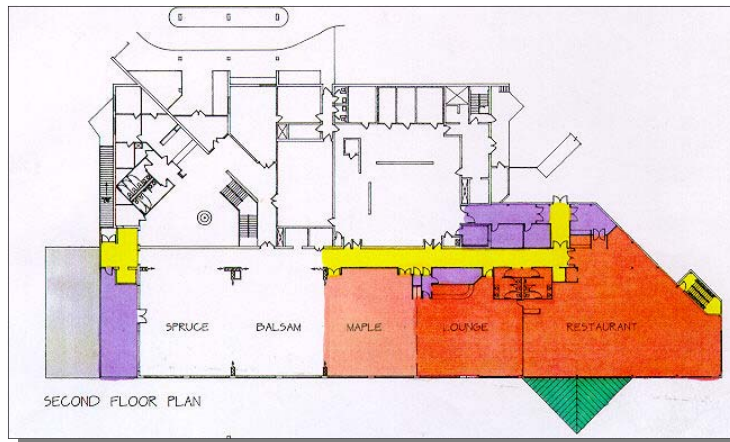 SPRUCE
BALSAM
MAPLE
LOUNGE
RESTAURANT
SECOND FLOOR PLAN